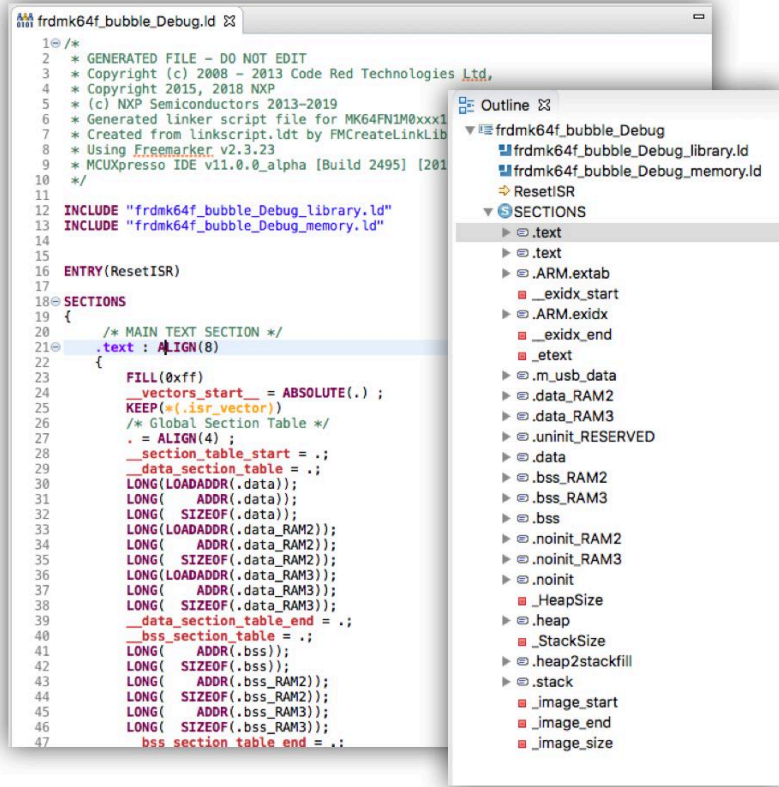 frdmk64f_bubble_Debug.ld
1 /*
2 * GENERATED FILE - DO NOT EDIT
3 * Copyright (c) 2008 - 2013 Code Red Technologies Ltd,
4 * Copyright 2015, 2018 NXP
5 * (c) NXP Semiconductors 2013-2019
6 * Generated linker script file for MK64FN1M0xxx1
7 * Created from linkscript.ldt by FMCreateLinkLib
8 * Using Freemarker v2.3.23
9 * MCUXpresso IDE v11.0.0_alpha [Build 2495] [201
10 */
11
12 INCLUDE "frdmk64f_bubble_Debug_library.ld"
13 INCLUDE "frdmk64f_bubble_Debug_memory.ld"
14
15
16 ENTRY(ResetISR)
17
18 SECTIONS
19 {
20 /* MAIN TEXT SECTION */
21 .text : ALIGN(8)
22 {
23 FILL(0xff)
24 __vectors_start__ = ABSOLUTE(.) ;
25 KEEP(*(.isr_vector))
26 /* Global Section Table */
27 . = ALIGN(4) ;
28 __section_table_start = .;
29 __data_section_table = .;
30 LONG(LOADADDR(.data));
31 LONG(    ADDR(.data));
32 LONG(  SIZEOF(.data));
33 LONG(LOADADDR(.data_RAM2));
34 LONG(    ADDR(.data_RAM2));
35 LONG(  SIZEOF(.data_RAM2));
36 LONG(LOADADDR(.data_RAM3));
37 LONG(    ADDR(.data_RAM3));
38 LONG(  SIZEOF(.data_RAM3));
39 __data_section_table_end = .;
40 __bss_section_table = .;
41 LONG(    ADDR(.bss));
42 LONG(  SIZEOF(.bss));
43 LONG(    ADDR(.bss_RAM2));
44 LONG(  SIZEOF(.bss_RAM2));
45 LONG(    ADDR(.bss_RAM3));
46 LONG(  SIZEOF(.bss_RAM3));
47 __bss_section_table_end = .;
Outline
frdmk64f_bubble_Debug
frdmk64f_bubble_Debug_library.ld
frdmk64f_bubble_Debug_memory.ld
ResetISR
SECTIONS
.text
.text
.ARM.extab
__exidx_start
.ARM.exidx
__exidx_end
_etext
.m_usb_data
.data_RAM2
.data_RAM3
.uninit_RESERVED
.data
.bss_RAM2
.bss_RAM3
.bss
.noinit_RAM2
.noinit_RAM3
.noinit
_HeapSize
.heap
_StackSize
.heap2stackfill
.stack
_image_start
_image_end
_image_size